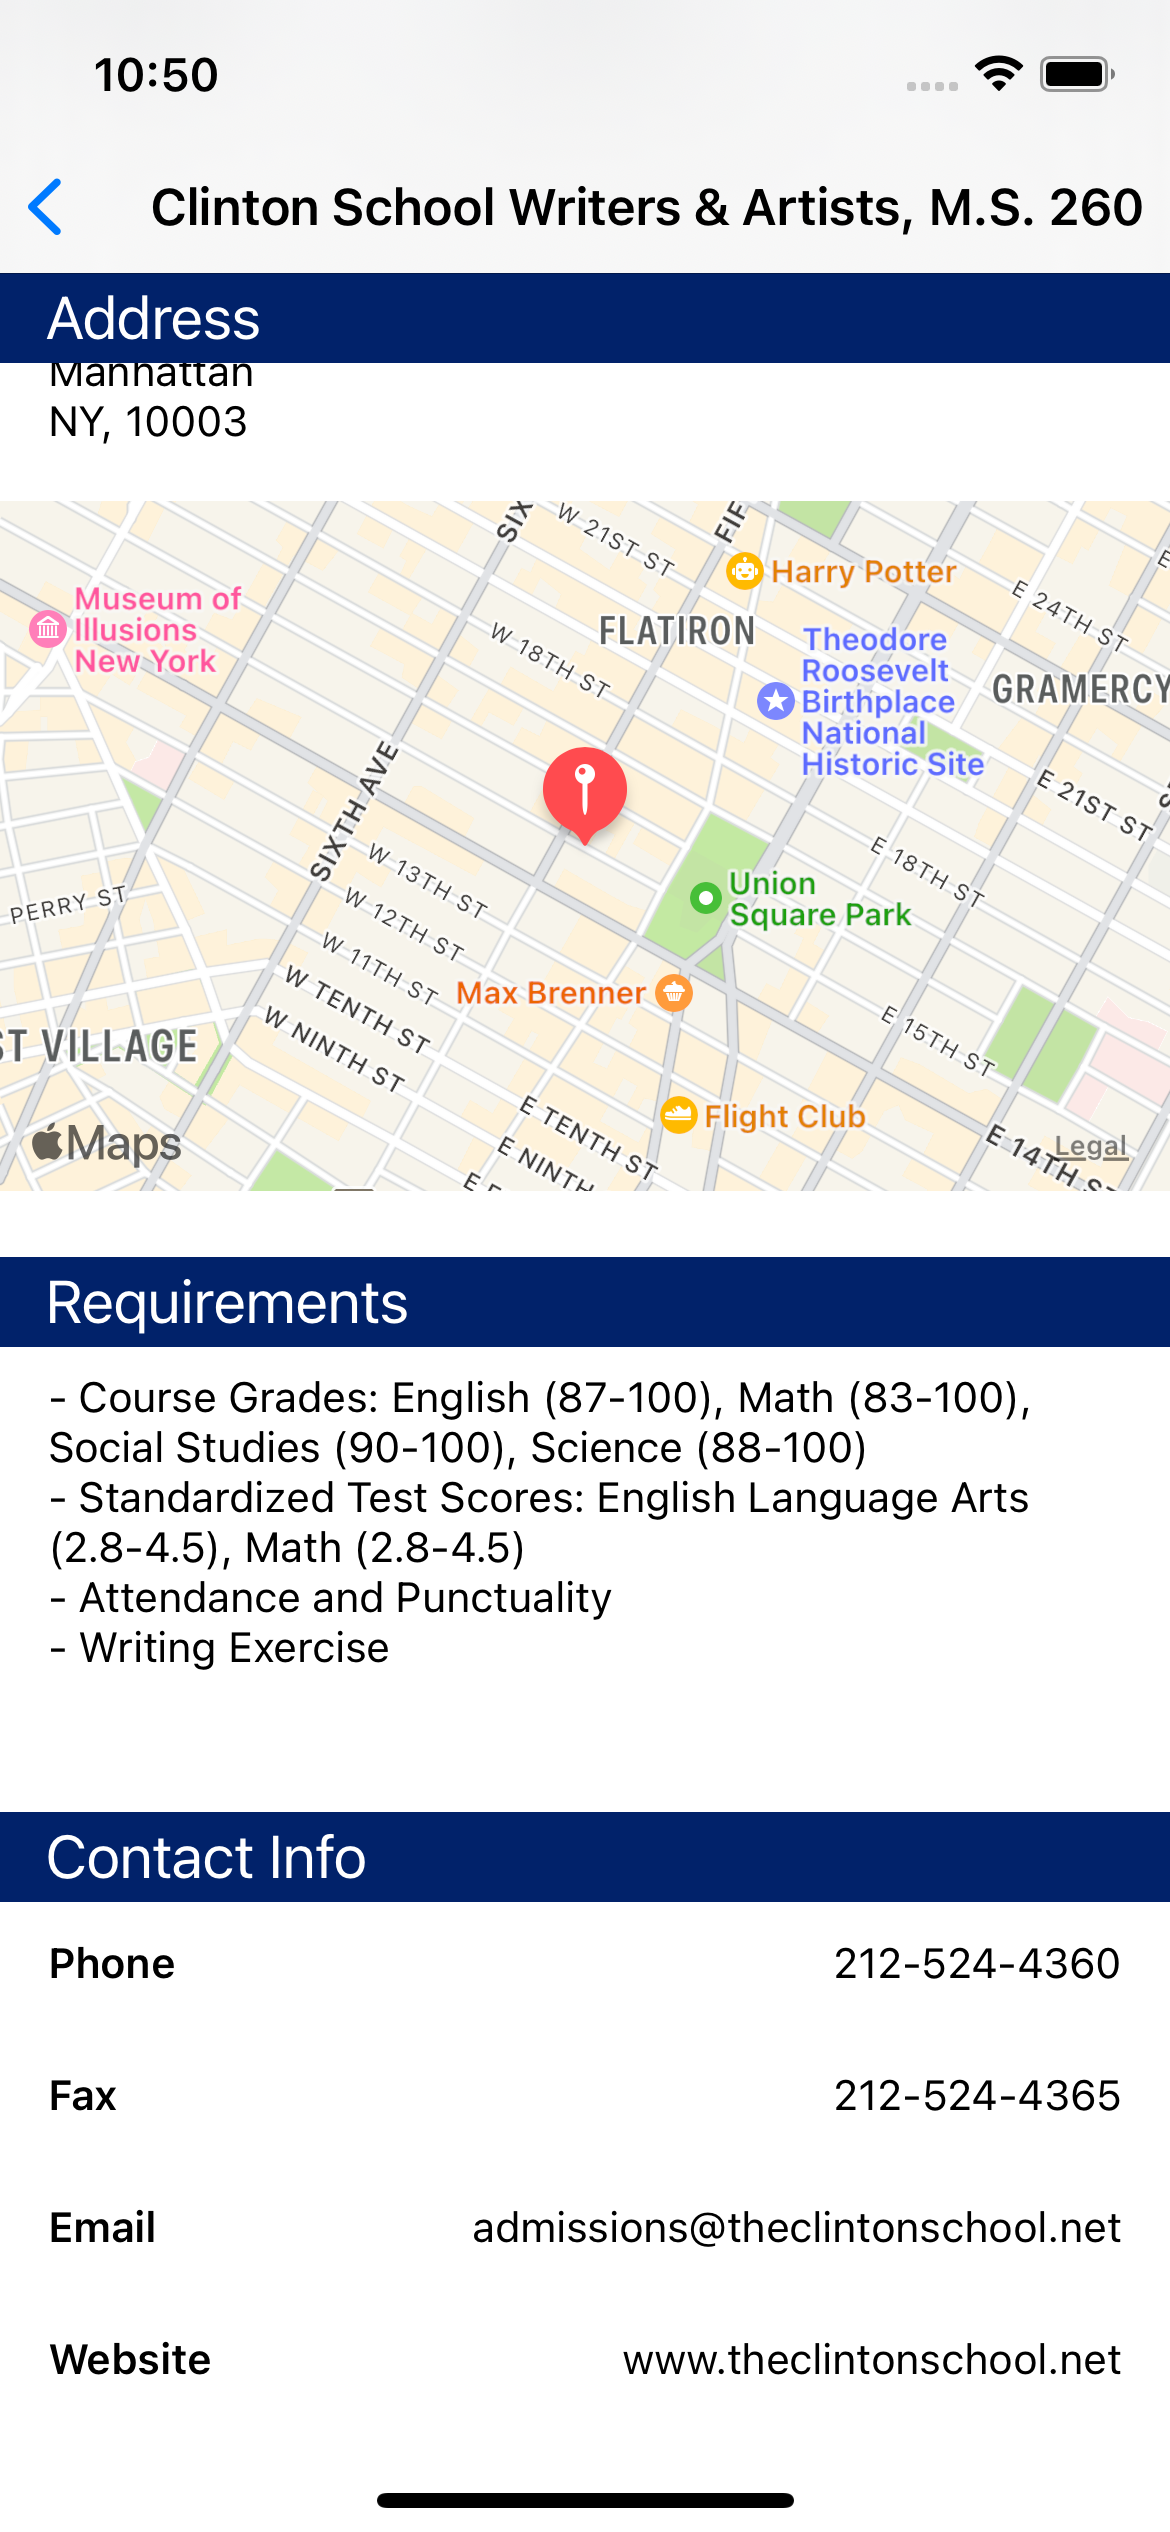 10:50
Clinton School Writers & Artists, M.S. 260
Address
Manhattan
NY, 10003
SIX
W 21ST ST
FIF
Harry Potter
E 24TH ST
Museum of
Illusions
New York
W 18TH ST
FLATIRON
Theodore
Roosevelt
Birthplace
National
Historic Site
GRAMERCY
SIXTH AVE
E 21ST ST
W 13TH ST
E 18TH ST
PERRY ST
W 12TH ST
Union
Square Park
W 11TH ST
Max Brenner
W TENTH ST
W NINTH ST
E 15TH ST
ST VILLAGE
E TENTH ST
Flight Club
E NINTH
E 14TH S
Maps
Legal
Requirements
- Course Grades: English (87-100), Math (83-100),
Social Studies (90-100), Science (88-100)
- Standardized Test Scores: English Language Arts
(2.8-4.5), Math (2.8-4.5)
- Attendance and Punctuality
- Writing Exercise
Contact Info
Phone 212-524-4360
Fax 212-524-4365
Email admissions@theclintonschool.net
Website www.theclintonschool.net